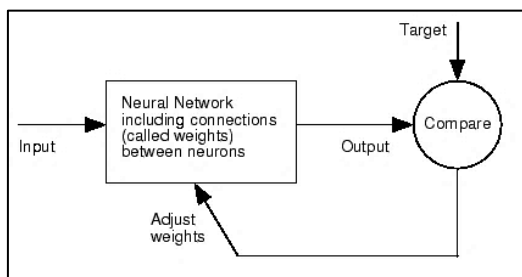 Target
Neural Network
including connections
(called weights)
between neurons
Compare
Input
Output
Adjust
weights